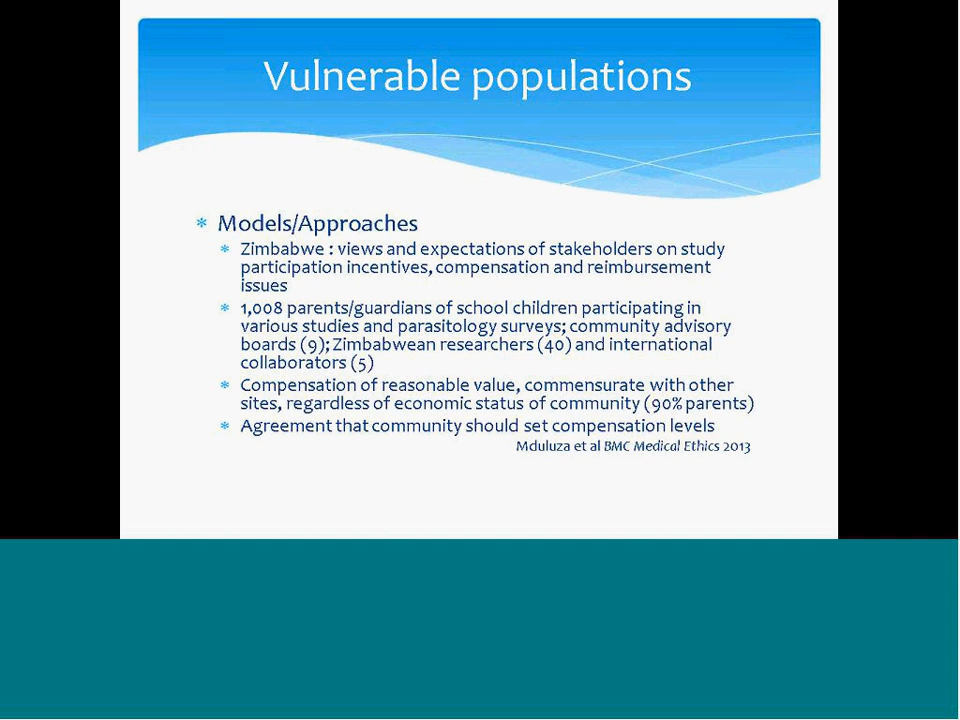 Vulnerable populations
* Models/Approaches
* Zimbabwe : views and expectations of stakeholders on study
participation incentives, compensation and reimbursement
issues
* 1,008 parents/guardians of school children participating in
various studies and parasitology surveys; community advisory
boards (9); Zimbabwean researchers (40) and international
collaborators (5)
* Compensation of reasonable value, commensurate with other
sites, regardless of economic status of community (90% parents)
* Agreement that community should set compensation levels
Mduluza et al BMC Medical Ethics 2013